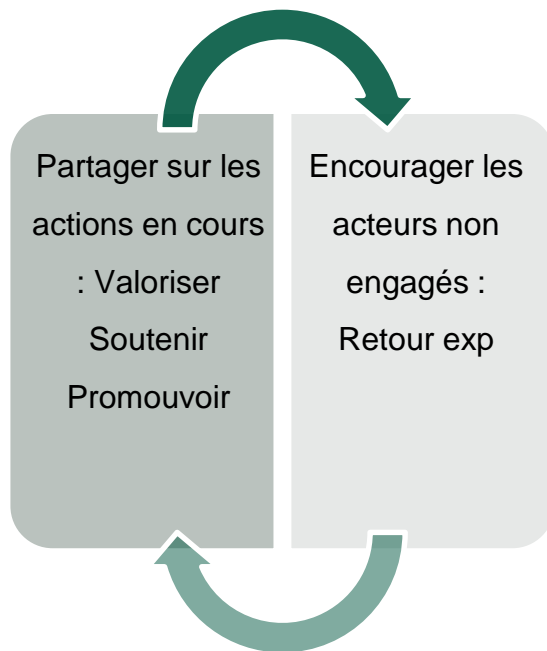 Partager sur les
actions en cours
: Valoriser
Soutenir
Promouvoir
Encourager les
acteurs non
engagés :
Retour exp